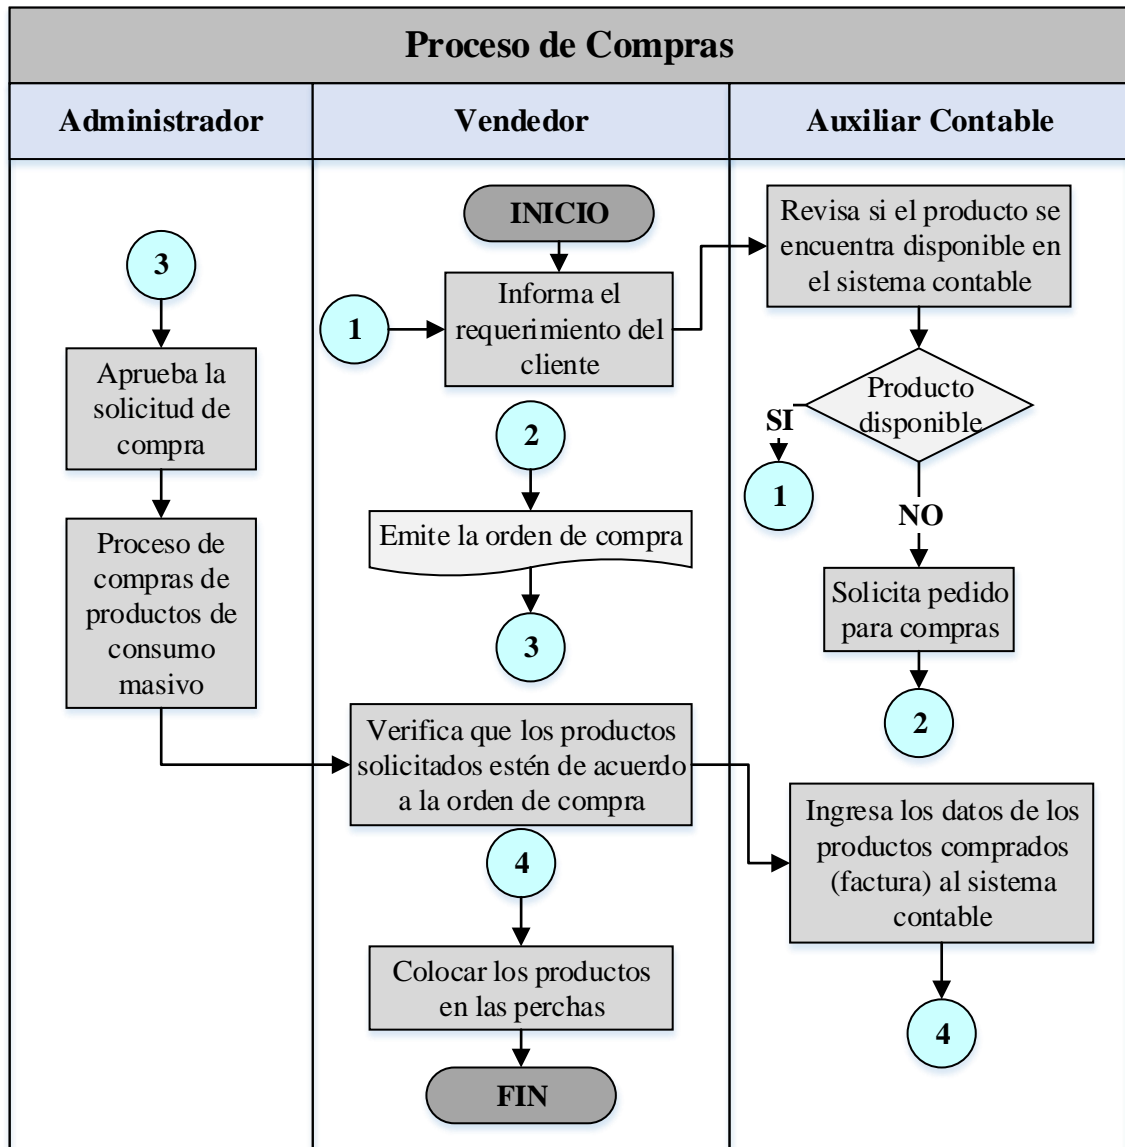 Proceso de Compras
Administrador
Vendedor
Auxiliar Contable
3
Aprueba la
solicitud de
compra
Proceso de
compras de
productos de
consumo
masivo
INICIO
1
Informa el
requerimiento del
cliente
2
Emite la orden de compra
3
Verifica que los productos
solicitados estén de acuerdo
a la orden de compra
4
Colocar los productos
en las perchas
FIN
Revisa si el producto se
encuentra disponible en
el sistema contable
Producto
disponible
SI
1
NO
Solicita pedido
para compras
2
Ingresa los datos de los
productos comprados
(factura) al sistema
contable
4